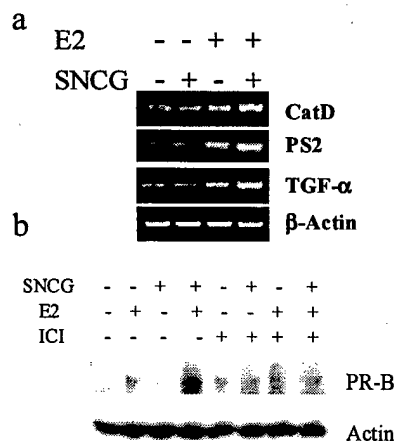 a
E2 - - + +
SNCG - + - +
CatD
PS2
TGF-α
β-Actin
b
SNCG - - + + - + - +
E2 - + - + - - + +
ICI - - - - + + + +
PR-B
Actin